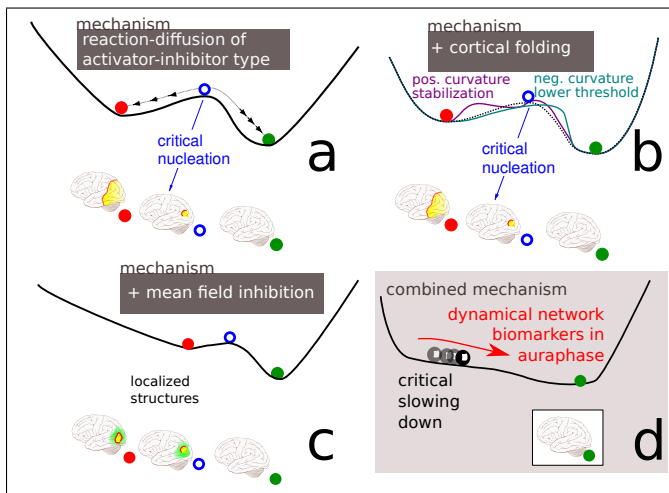 mechanism
reaction-diffusion of
activator-inhibitor type
critical
nucleation
a
mechanism
+ cortical folding
pos. curvature
stabilization
neg. curvature
lower threshold
critical
nucleation
b
mechanism
+ mean field inhibition
localized
structures
c
combined mechanism
dynamical network
biomarkers in
auraphase
critical
slowing
down
d